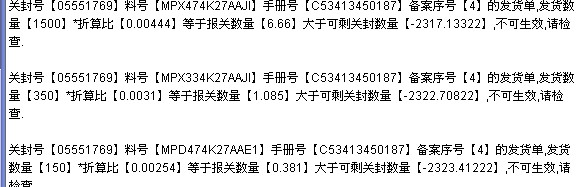 关封号【05551769】料号【MPX474K27AAJI】手册号【C53413450187】备案序号【4】的发货单,发货数
量【1500】*折算比【0.00444】等于报关数量【6.66】大于可剩关封数量【-2317.13322】,不可生效,请检
查.
关封号【05551769】料号【MPX334K27AAJI】手册号【C53413450187】备案序号【4】的发货单,发货数
量【350】*折算比【0.0031】等于报关数量【1.085】大于可剩关封数量【-2322.70822】,不可生效,请检
查.
关封号【05551769】料号【MPD474K27AAE1】手册号【C53413450187】备案序号【4】的发货单,发货
数量【150】*折算比【0.00254】等于报关数量【0.381】大于可剩关封数量【-2323.41222】,不可生效,请
检查